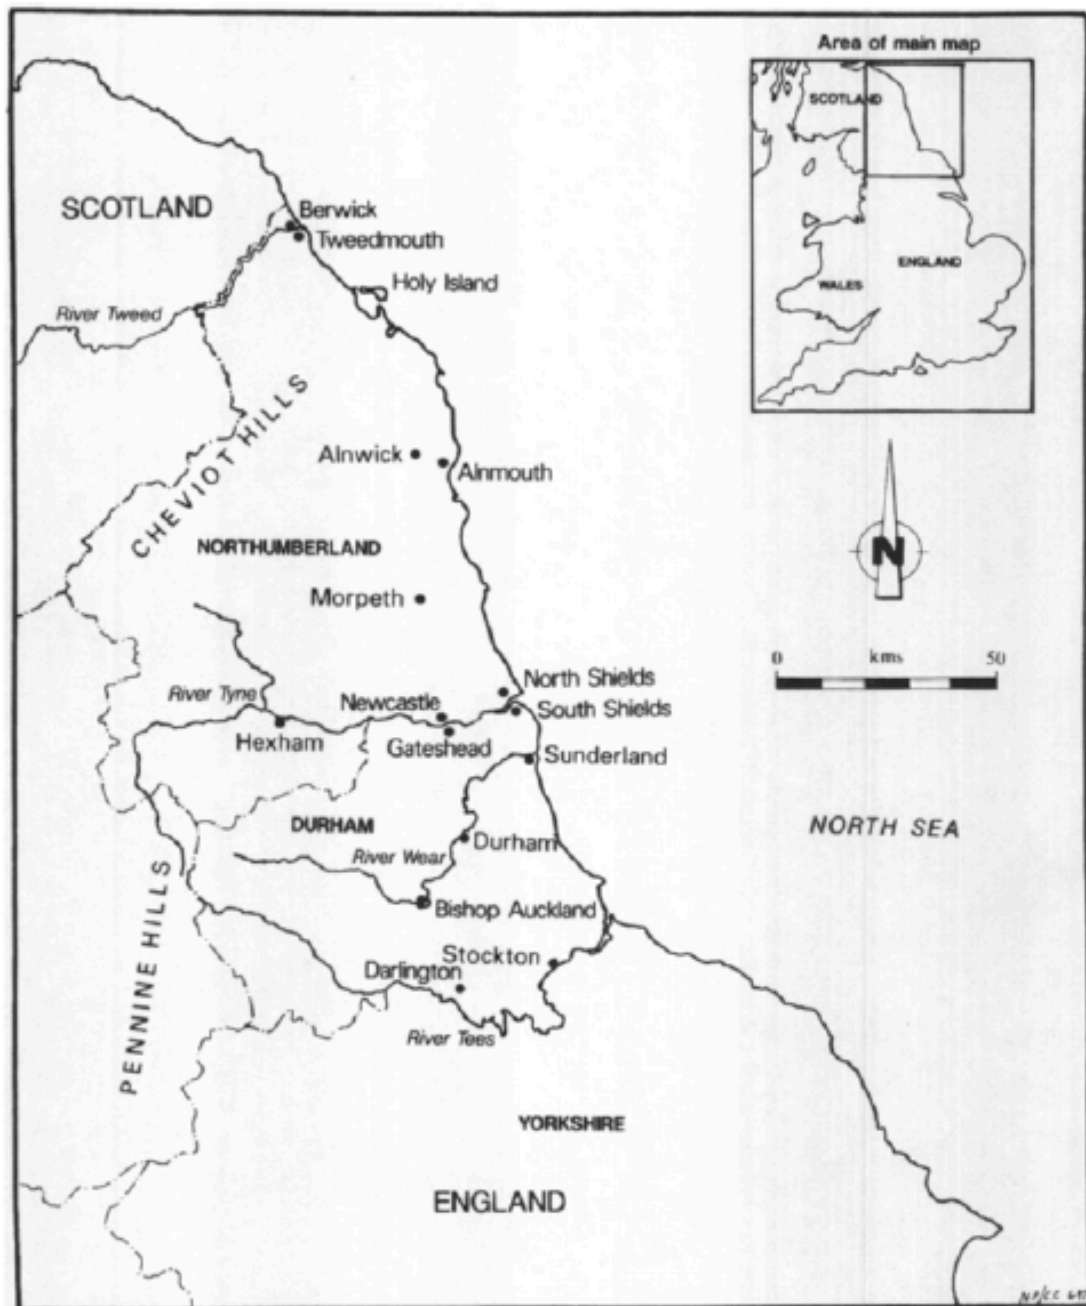 Area of main map
SCOTLAND
ENGLAND
WALES
SCOTLAND
Berwick
Tweedmouth
Holy Island
River Tweed
CHEVIOT HILLS
Alnwick
Alnmouth
NORTHUMBERLAND
Morpeth
N
0 kms 50
North Shields
River Tyne
Newcastle
South Shields
Hexham
Gateshead
Sunderland
DURHAM
NORTH SEA
River Wear
Durham
PENNINE HILLS
Bishop Auckland
Stockton
Darlington
River Tees
YORKSHIRE
ENGLAND